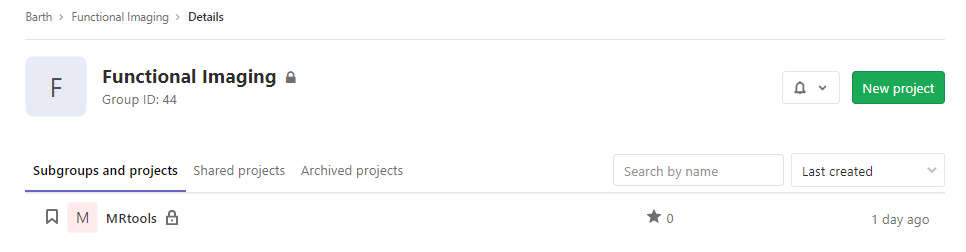 Barth > Functional Imaging > Details
F
Functional Imaging
Group ID: 44
New project
Subgroups and projects Shared projects Archived projects
Search by name
Last created
M MRtools
0
1 day ago